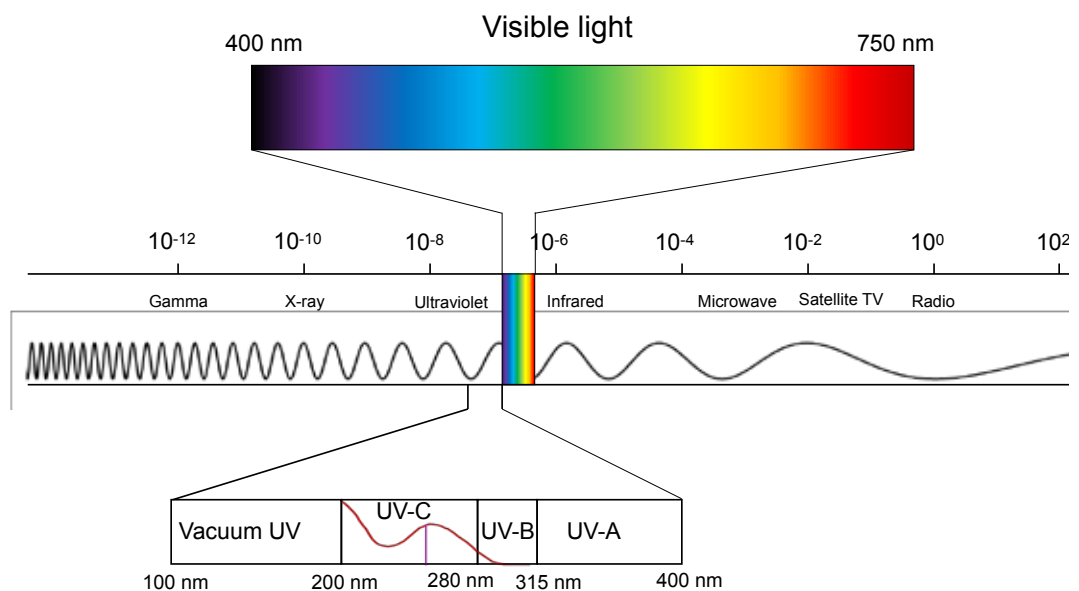 Visible light
400 nm 750 nm
10-12 10-10 10-8 10-6 10-4 10-2 100 102
Gamma X-ray Ultraviolet Infrared Microwave Satellite TV Radio
UV-C
Vacuum UV UV-B UV-A
100 nm 200 nm 280 nm 315 nm 400 nm